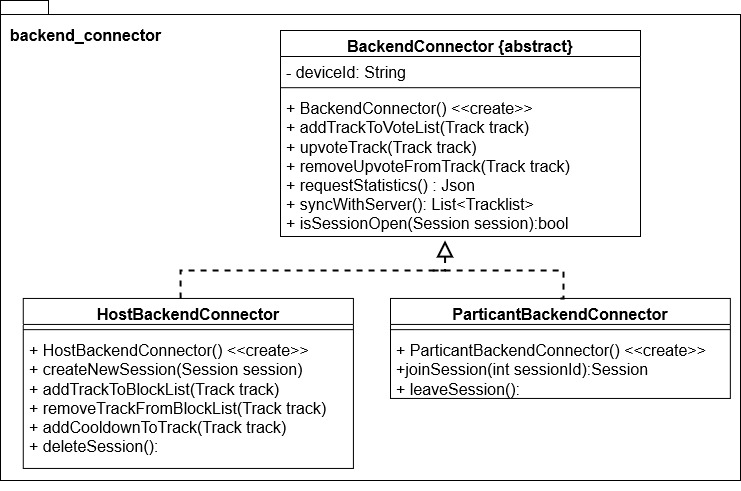 backend_connector
BackendConnector {abstract}
- deviceId: String
+ BackendConnector() <<create>>
+ addTrackToVoteList(Track track)
+ upvoteTrack(Track track)
+ removeUpvoteFromTrack(Track track)
+ requestStatistics() : Json
+ syncWithServer(): List<Tracklist>
+ isSessionOpen(Session session):bool
HostBackendConnector
+ HostBackendConnector() <<create>>
+ createNewSession(Session session)
+ addTrackToBlockList(Track track)
+ removeTrackFromBlockList(Track track)
+ addCooldownToTrack(Track track)
+ deleteSession():
ParticantBackendConnector
+ ParticantBackendConnector() <<create>>
+joinSession(int sessionId):Session
+ leaveSession():